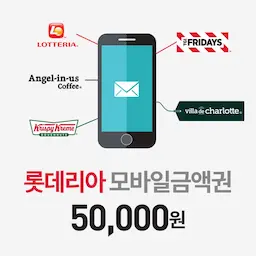 LOTTERIA
T.G.I. FRIDAYS
Angel-in-us
Coffee
villa de charlotte
Krispy Kreme
DOUGHNUTS
롯데리아 모바일금액권
50,000원